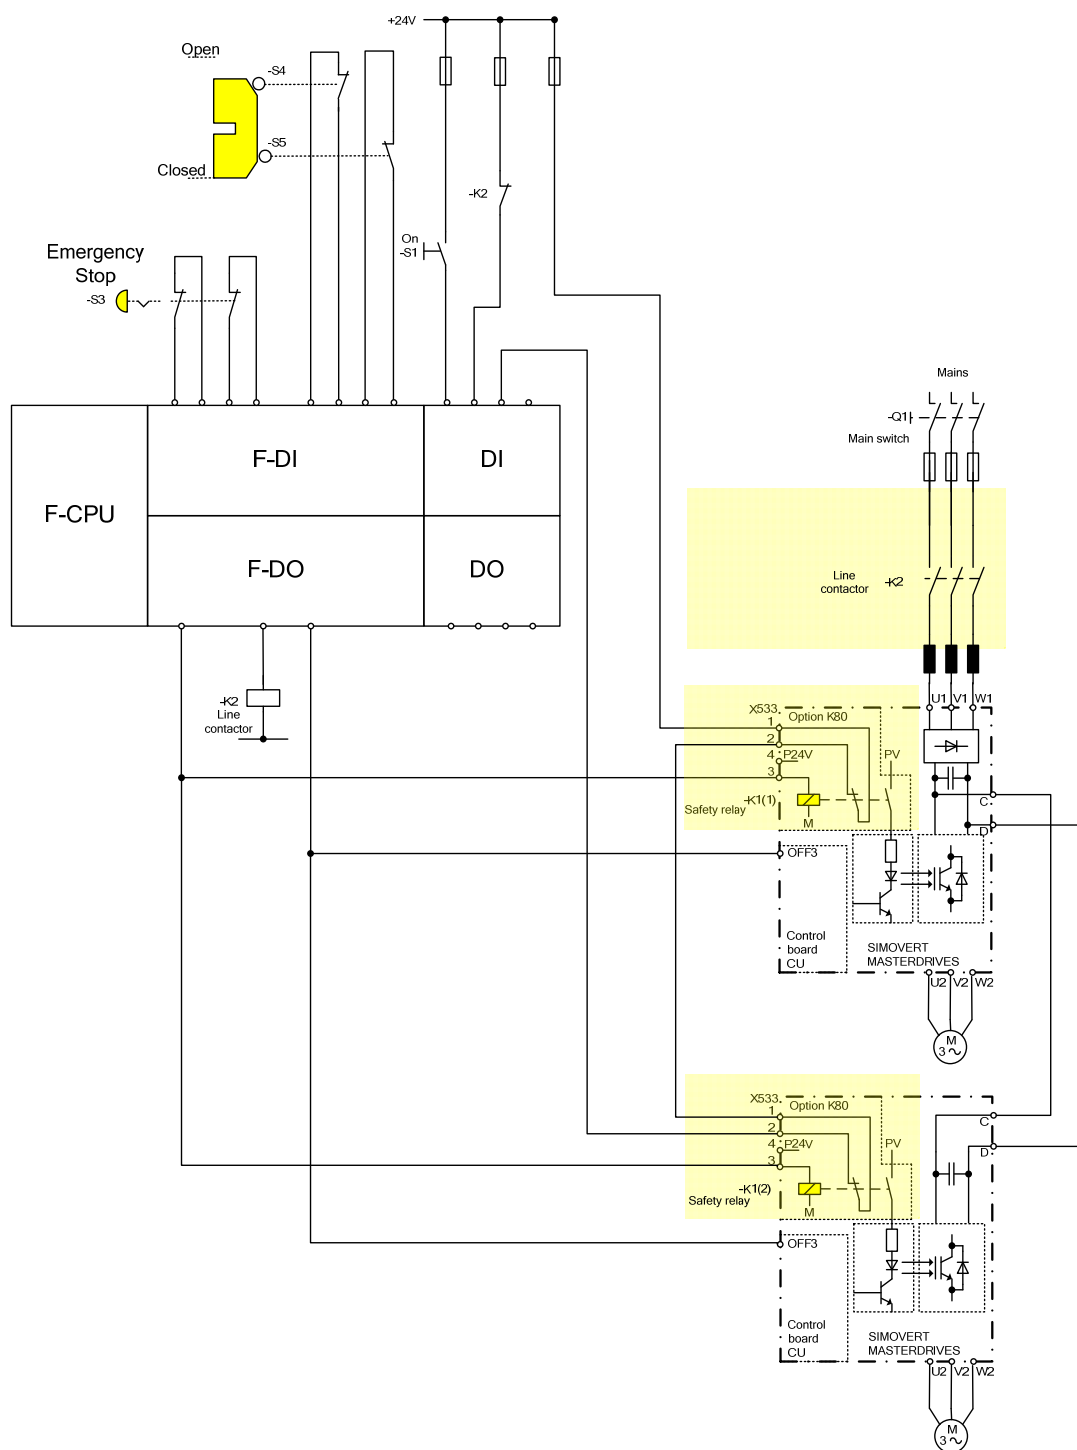 +24V
Open
-S4
-S5
Closed
-K2
On
-S1
Emergency
Stop
-S3
Mains
-Q1
Main switch
F-CPU
F-DI
DI
F-DO
DO
Line
contactor
-K2
-K2
Line
contactor
U1 V1 W1
X533
Option K80
1
2
4 P24V
3
PV
-K1(1)
Safety relay
M
C
D
OFF3
Control
board
CU
SIMOVERT
MASTERDRIVES
U2 V2 W2
M
3
X533
Option K80
1
2
4 P24V
3
PV
-K1(2)
Safety relay
M
C
D
OFF3
Control
board
CU
SIMOVERT
MASTERDRIVES
U2 V2 W2
M
3